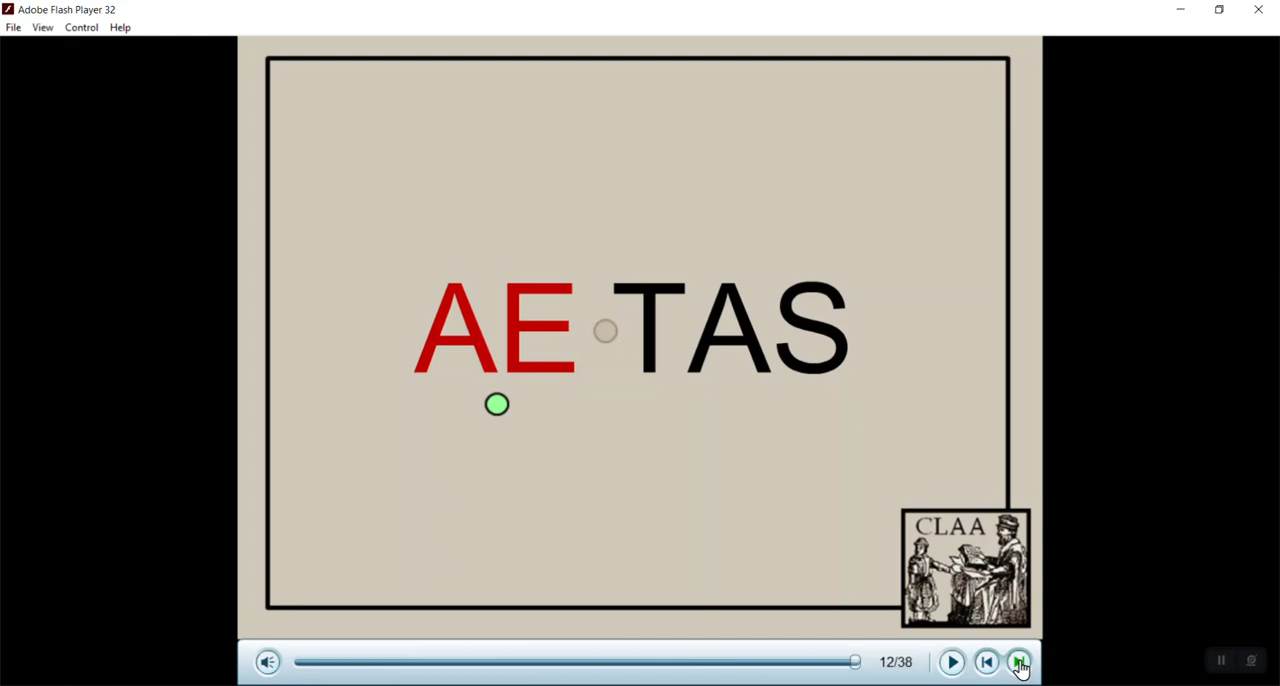 Adobe Flash Player 32
File View Control Help
AE TAS
CLAA
12/38